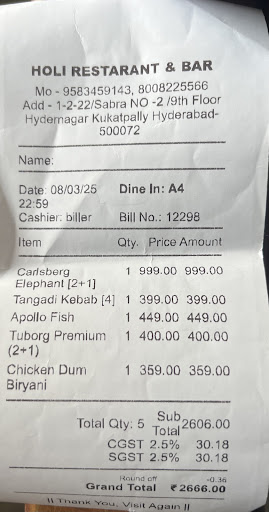 HOLI RESTARANT & BAR
Mo - 9583459143, 8008225566
Add - 1-2-22/Sabra NO -2 /9th Floor
Hydernagar Kukatpally Hyderabad-
500072
Name:
Date: 08/03/25 Dine In: A4
22:59
Cashier: biller Bill No.: 12298
Item Qty. Price Amount
Carlsberg 1 999.00 999.00
Elephant [2+1]
Tangadi Kebab [4] 1 399.00 399.00
Apollo Fish 1 449.00 449.00
Tuborg Premium 1 400.00 400.00
(2+1)
Chicken Dum 1 359.00 359.00
Biryani
Total Qty: 5 Sub Total 2606.00
CGST 2.5% 30.18
SGST 2.5% 30.18
Round off -0.36
Grand Total ₹2666.00
!! Thank You, Visit Again !!